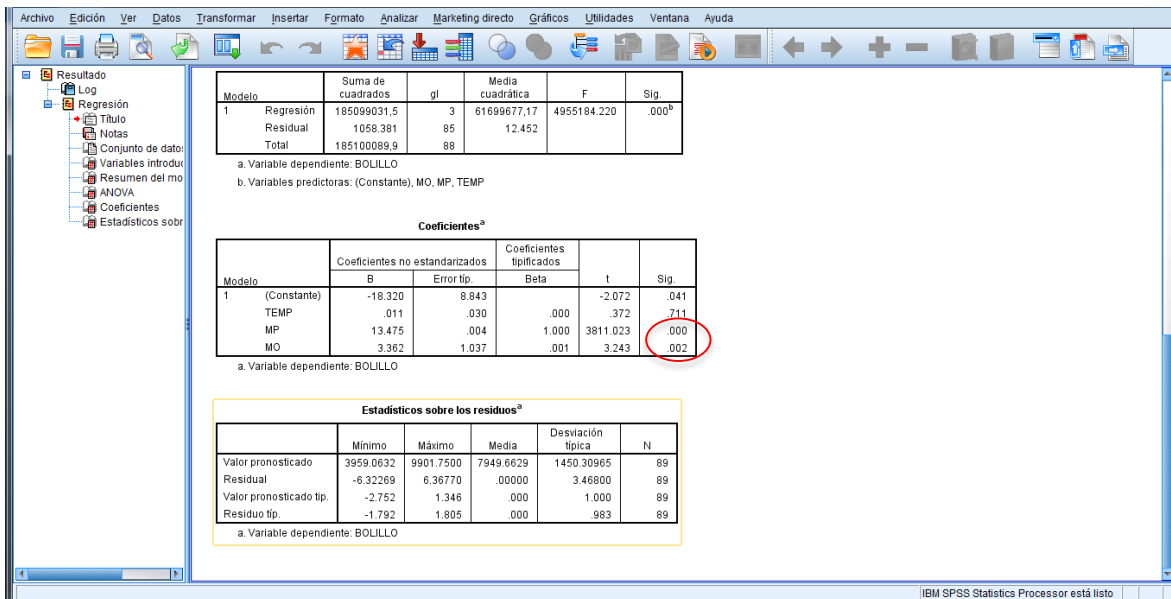 Archivo Edición Ver Datos Transformar Insertar Formato Analizar Marketing directo Gráficos Utilidades Ventana Ayuda
Resultado
Log
Regresión
Título
Notas
Conjunto de dato
Variables introduc
Resumen del mo
ANOVA
Coeficientes
Estadísticos sobr
Modelo Suma de cuadrados gl Media cuadrática F Sig.
1 Regresión 185099031,5 3 61699677,17 4955184.220 .000b
Residual 1058.381 85 12.452
Total 185100089,9 88
a. Variable dependiente: BOLILLO
b. Variables predictoras: (Constante), MO, MP, TEMP
Coeficientesa
Coeficientes no estandarizados Coeficientes tipificados
Modelo B Error típ. Beta t Sig.
1 (Constante) -18.320 8.843 -2.072 .041
TEMP .011 .030 .000 .372 .711
MP 13.475 .004 1.000 3811.023 .000
MO 3.362 1.037 .001 3.243 .002
a. Variable dependiente: BOLILLO
Estadísticos sobre los residuosa
Mínimo Máximo Media Desviación típica N
Valor pronosticado 3959.0632 9901.7500 7949.6629 1450.30965 89
Residual -6.32269 6.36770 .00000 3.46800 89
Valor pronosticado tip. -2.752 1.346 .000 1.000 89
Residuo típ. -1.792 1.805 .000 .983 89
a. Variable dependiente: BOLILLO
IBM SPSS Statistics Processor está listo